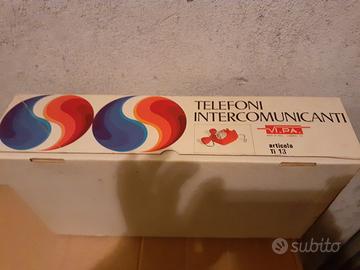 TELEFONI
INTERCOMUNICANTI
VI.PA.
articolo
TI 13
subito